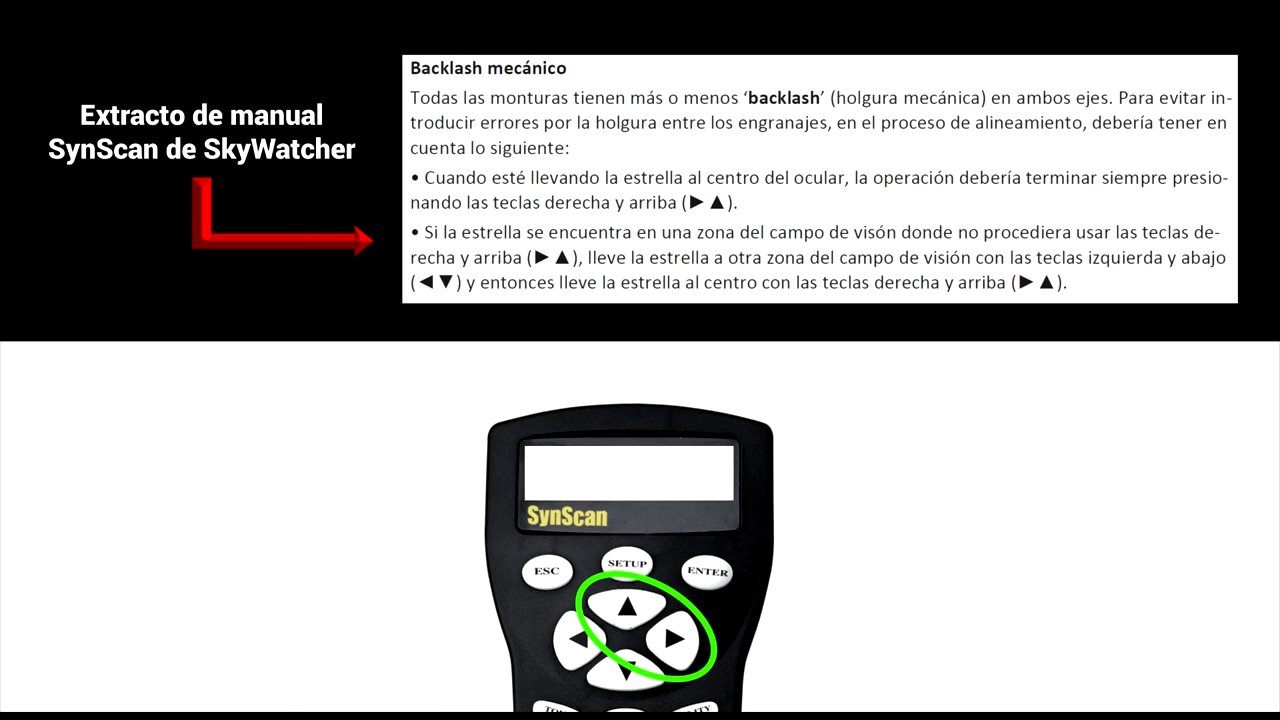 Extracto de manual
SynScan de SkyWatcher
Backlash mecánico
Todas las monturas tienen más o menos ‘backlash’ (holgura mecánica) en ambos ejes. Para evitar in-
troducir errores por la holgura entre los engranajes, en el proceso de alineamiento, debería tener en
cuenta lo siguiente:
• Cuando esté llevando la estrella al centro del ocular, la operación debería terminar siempre presio-
nando las teclas derecha y arriba (►▲).
• Si la estrella se encuentra en una zona del campo de visón donde no procediera usar las teclas de-
recha y arriba (►▲), lleve la estrella a otra zona del campo de visión con las teclas izquierda y abajo
(◄▼) y entonces lleve la estrella al centro con las teclas derecha y arriba (►▲).
SynScan
ESC
SETUP
ENTER